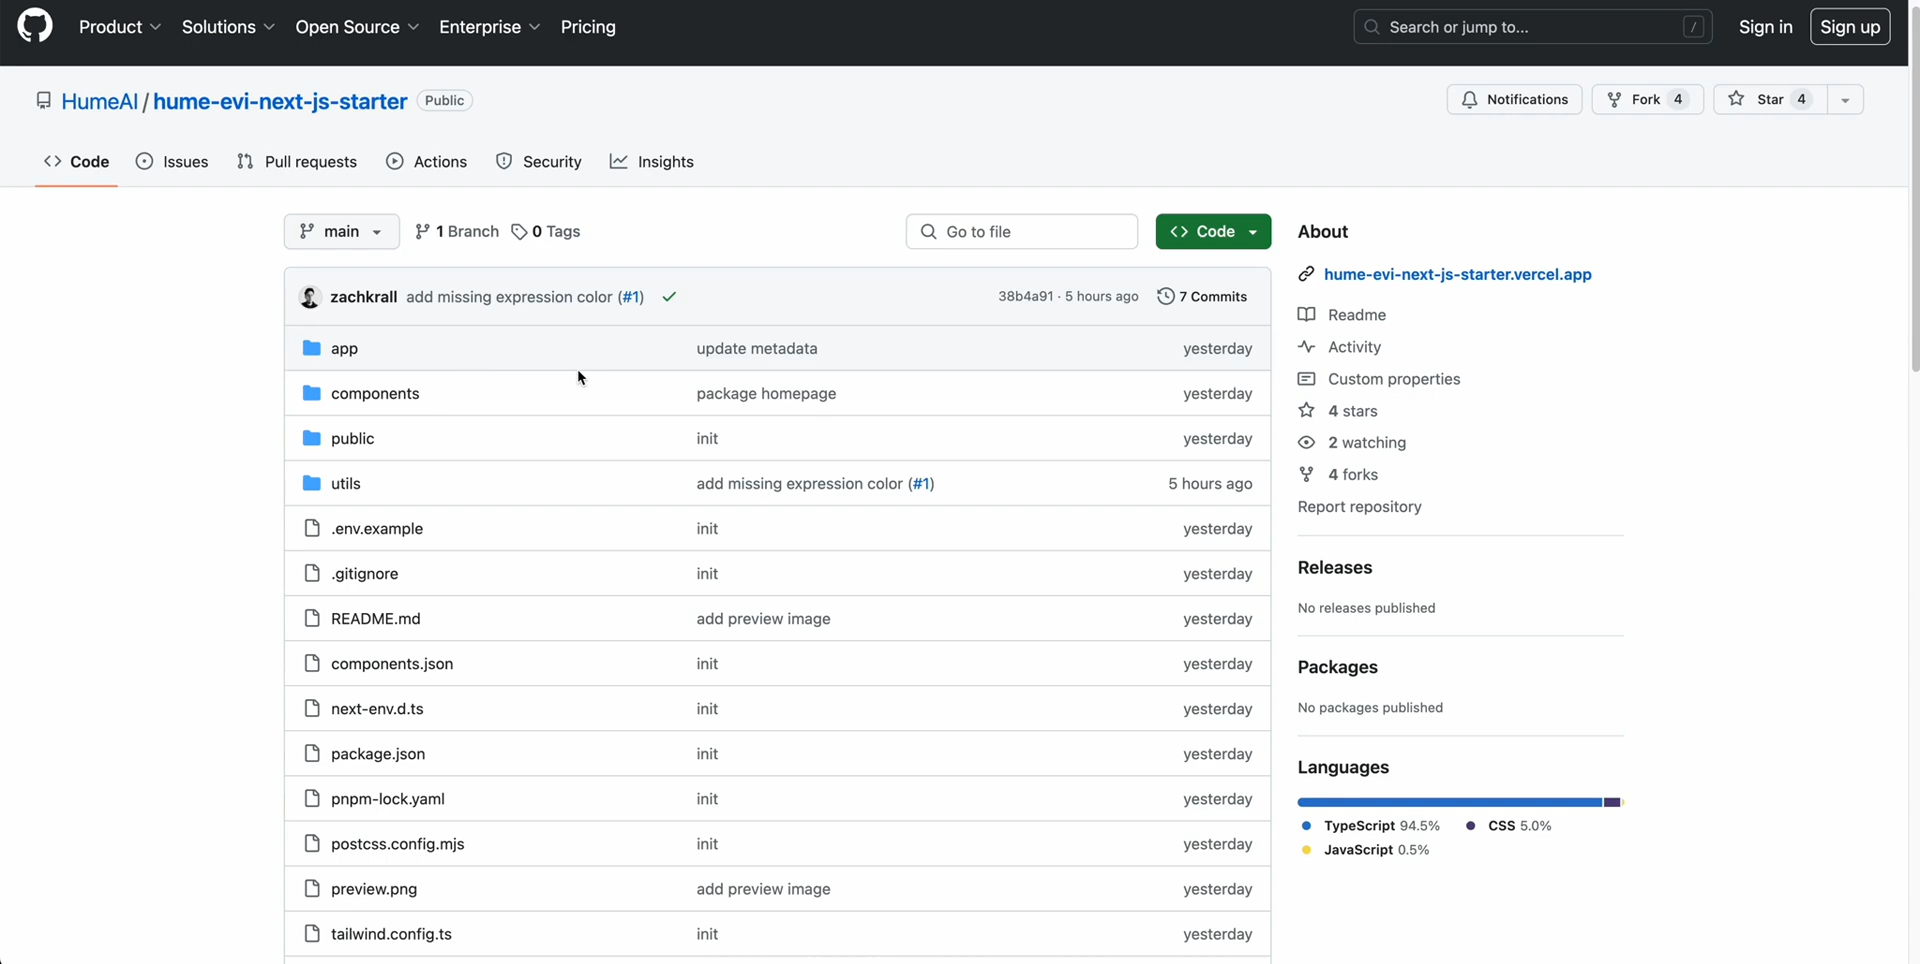 Product Solutions Open Source Enterprise Pricing Search or jump to... / Sign in Sign up
HumeAI / hume-evi-next-js-starter Public Notifications Fork 4 Star 4
Code Issues Pull requests Actions Security Insights
main 1 Branch 0 Tags Go to file Code
zachkrall add missing expression color (#1) 38b4a91 · 5 hours ago 7 Commits
app update metadata yesterday
components package homepage yesterday
public init yesterday
utils add missing expression color (#1) 5 hours ago
.env.example init yesterday
.gitignore init yesterday
README.md add preview image yesterday
components.json init yesterday
next-env.d.ts init yesterday
package.json init yesterday
pnpm-lock.yaml init yesterday
postcss.config.mjs init yesterday
preview.png add preview image yesterday
tailwind.config.ts init yesterday
About
hume-evi-next-js-starter.vercel.app
Readme
Activity
Custom properties
4 stars
2 watching
4 forks
Report repository
Releases
No releases published
Packages
No packages published
Languages
TypeScript 94.5% CSS 5.0%
JavaScript 0.5%